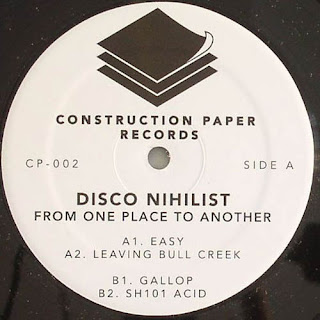 CONSTRUCTION PAPER
RECORDS
CP-002 SIDE A
DISCO NIHILIST
FROM ONE PLACE TO ANOTHER
A1. EASY
A2. LEAVING BULL CREEK
B1. GALLOP
B2. SH101 ACID